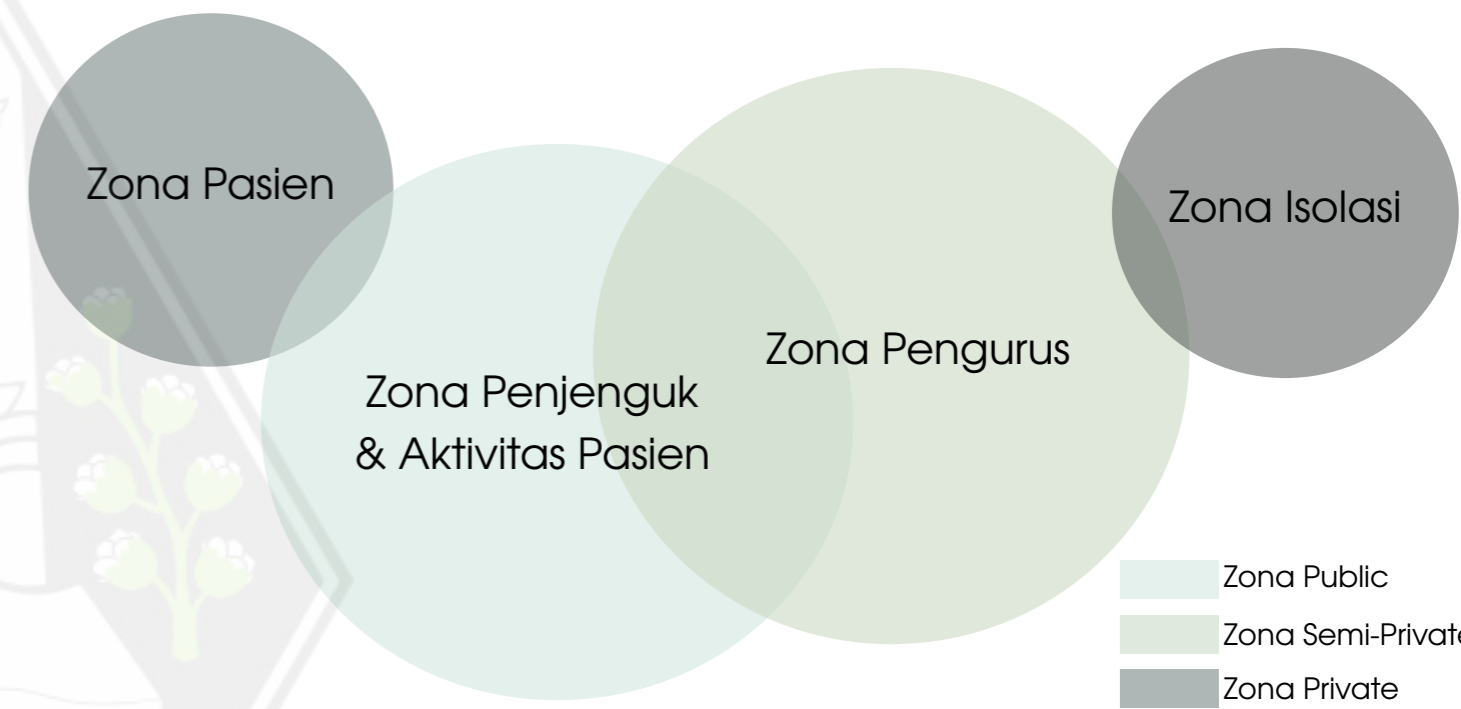 Zona Pasien
Zona Isolasi
Zona Pengurus
Zona Penjenguk
& Aktivitas Pasien
Zona Public
Zona Semi-Private
Zona Private